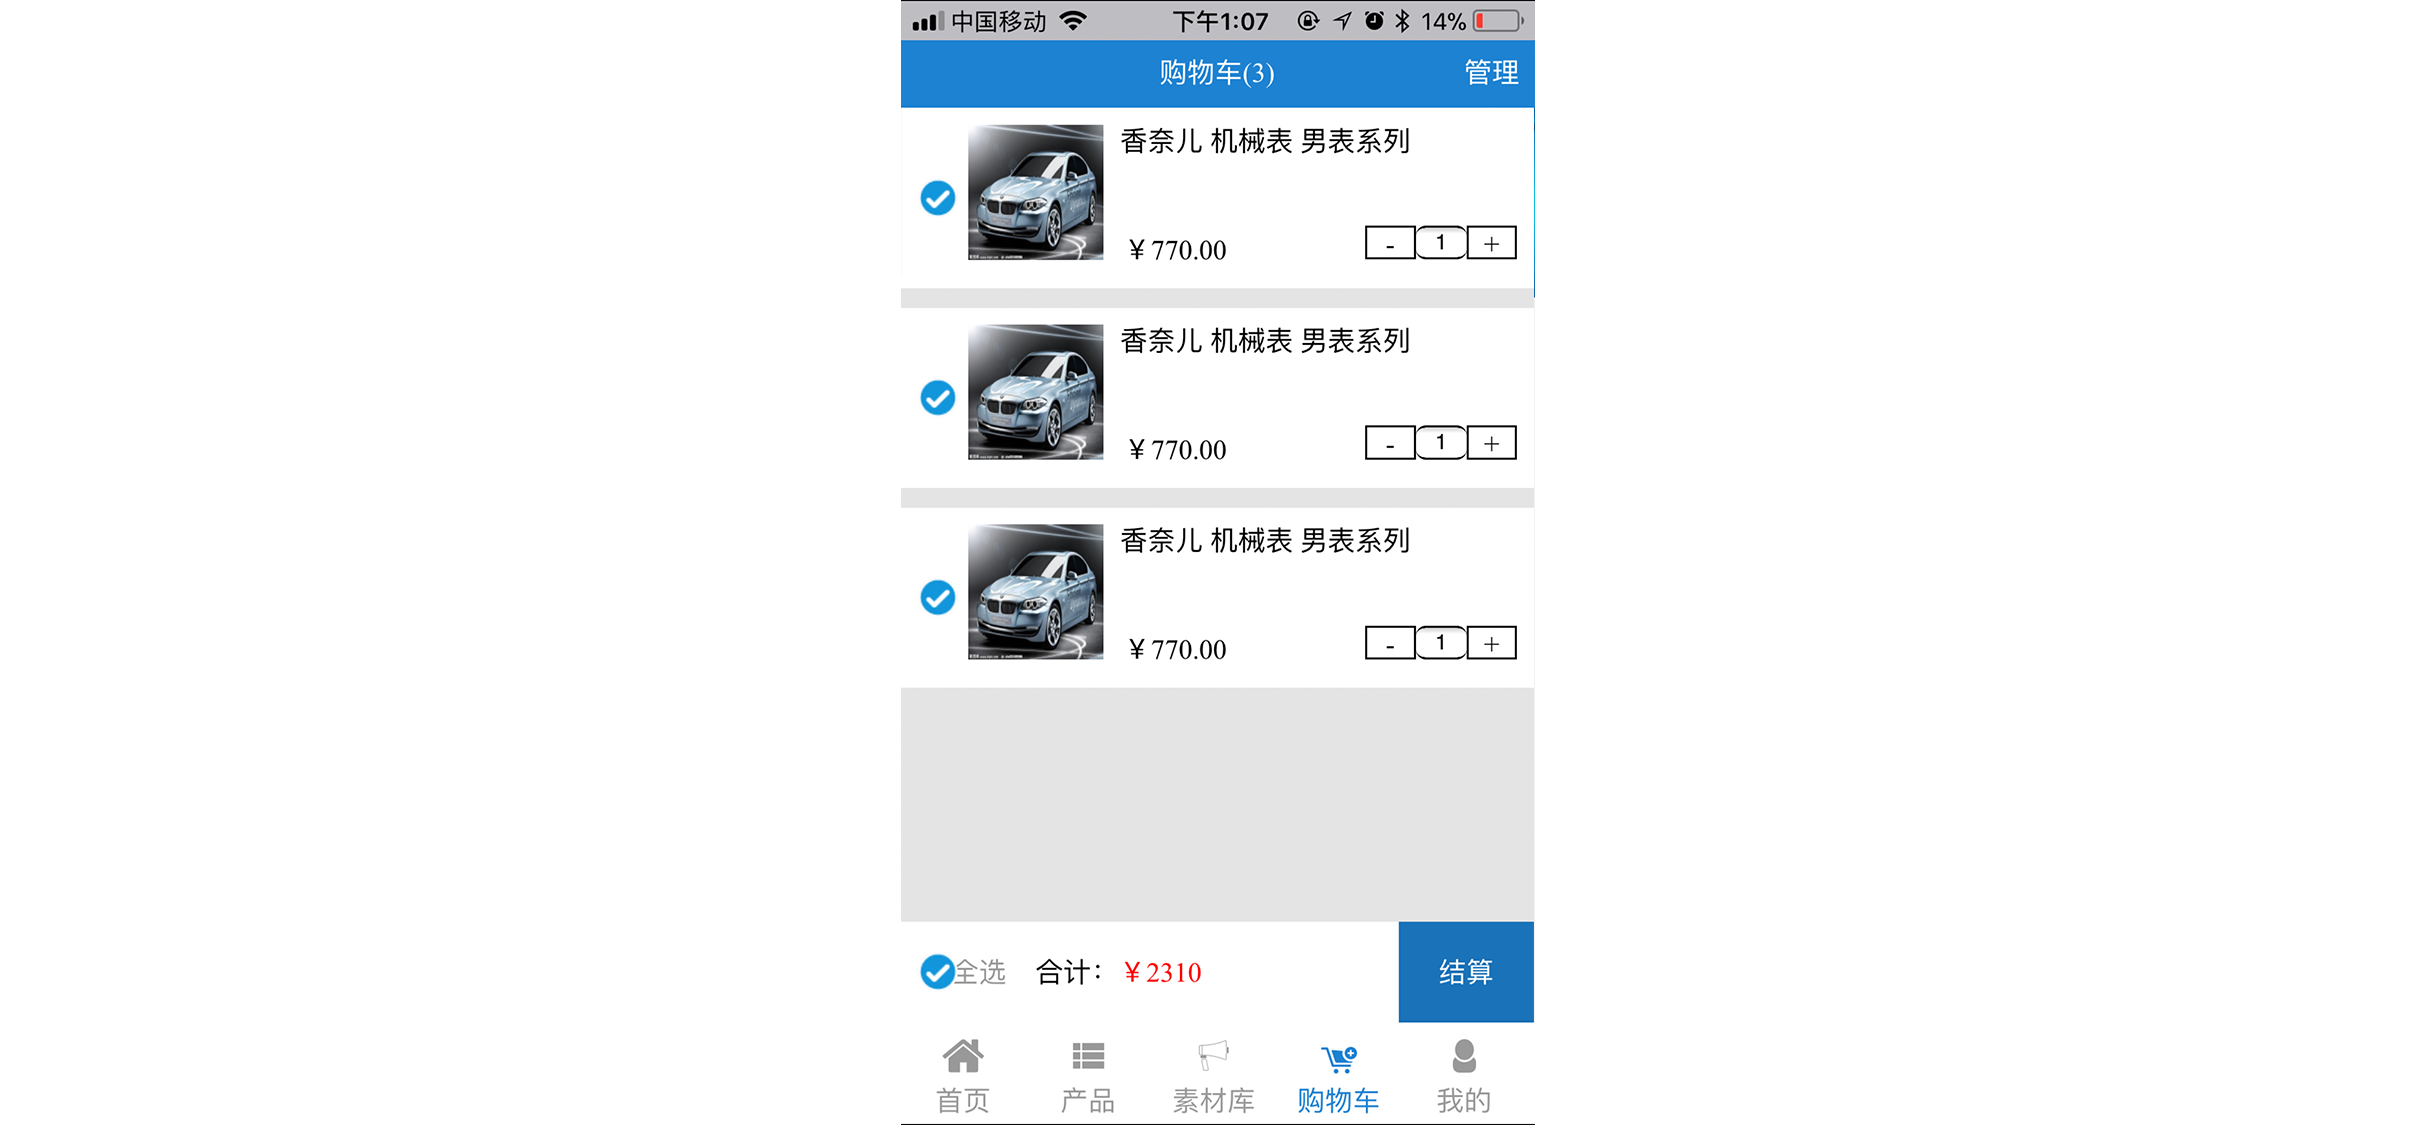 中国移动 下午1:07 14%
购物车(3) 管理
香奈儿 机械表 男表系列
¥770.00 - 1 +
香奈儿 机械表 男表系列
¥770.00 - 1 +
香奈儿 机械表 男表系列
¥770.00 - 1 +
全选 合计：¥2310 结算
首页 产品 素材库 购物车 我的